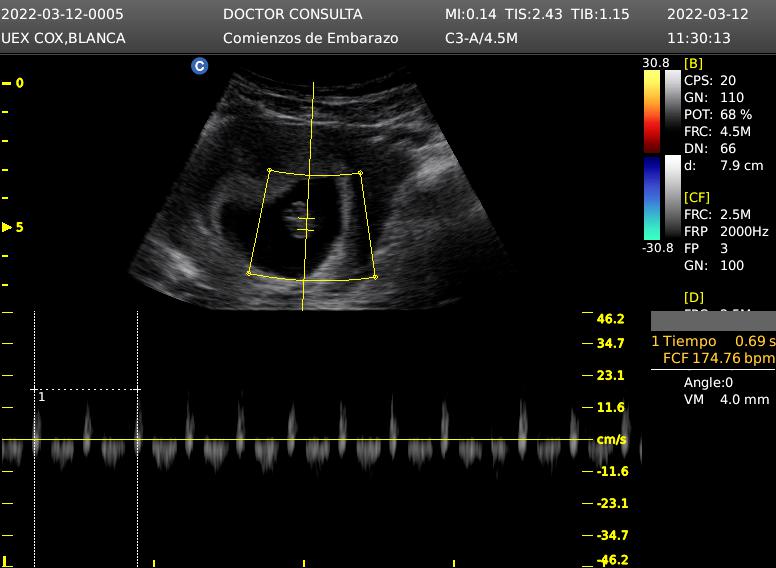 2022-03-12-0005 DOCTOR CONSULTA MI:0.14 TIS:2.43 TIB:1.15 2022-03-12
UEX COX,BLANCA Comienzos de Embarazo C3-A/4.5M 11:30:13
C
0
5
30.8
-30.8
[B]
CPS: 20
GN: 110
POT: 68 %
FRC: 4.5M
DN: 66
d: 7.9 cm
[CF]
FRC: 2.5M
FRP 2000Hz
FP 3
GN: 100
[D]
1 Tiempo 0.69 s
FCF 174.76 bpm
Angle:0
VM 4.0 mm
1
46.2
34.7
23.1
11.6
cm/s
-11.6
-23.1
-34.7
-46.2